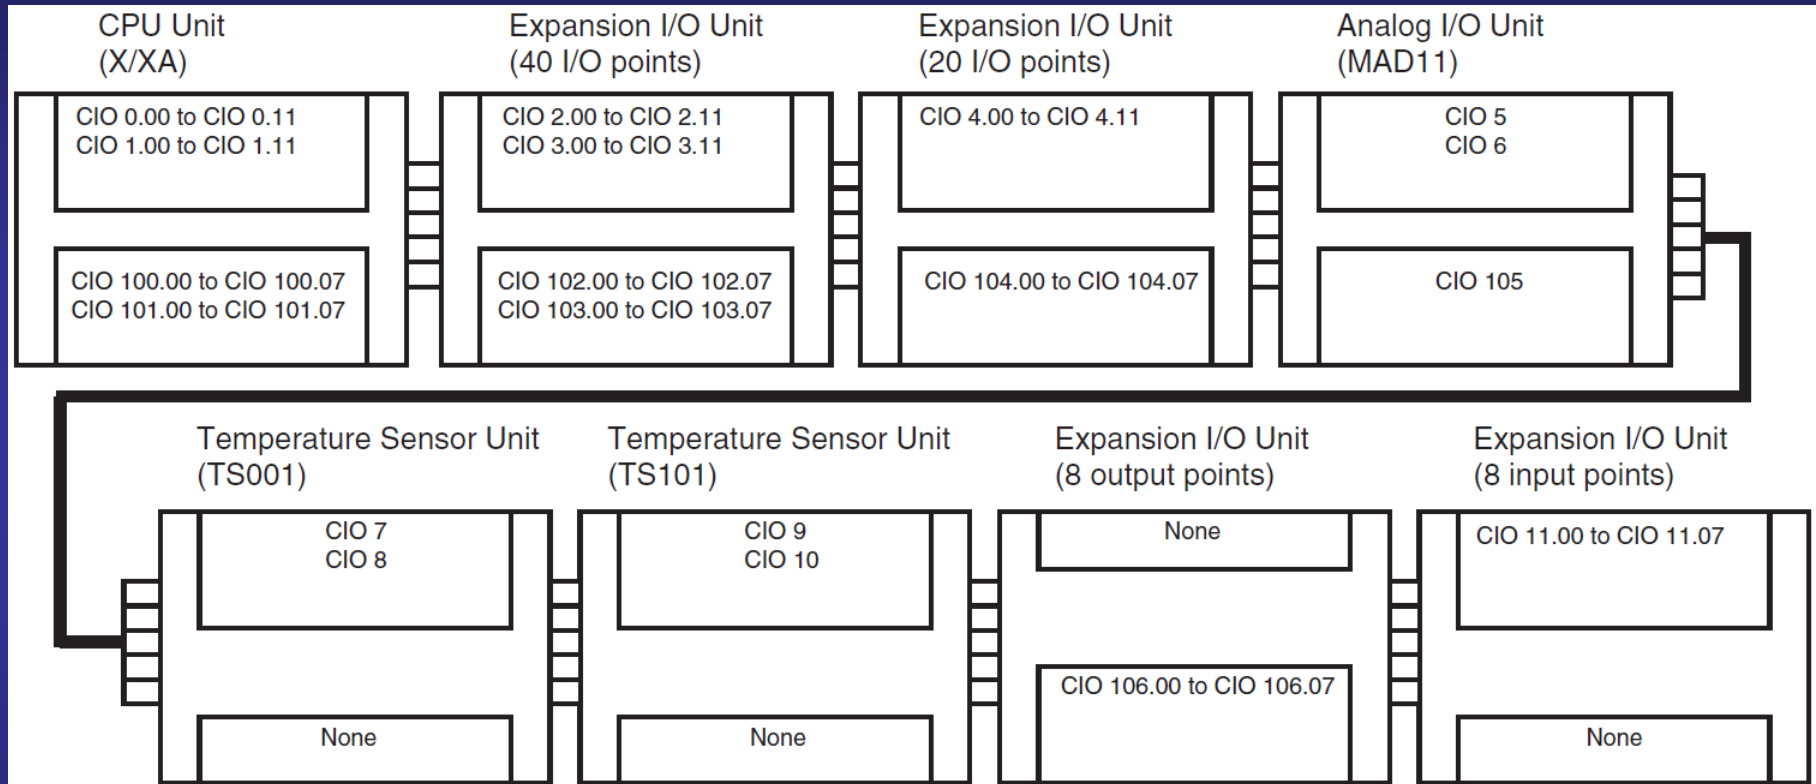 CPU Unit
(X/XA)
Expansion I/O Unit
(40 I/O points)
Expansion I/O Unit
(20 I/O points)
Analog I/O Unit
(MAD11)
CIO 0.00 to CIO 0.11
CIO 1.00 to CIO 1.11
CIO 2.00 to CIO 2.11
CIO 3.00 to CIO 3.11
CIO 4.00 to CIO 4.11
CIO 5
CIO 6
CIO 100.00 to CIO 100.07
CIO 101.00 to CIO 101.07
CIO 102.00 to CIO 102.07
CIO 103.00 to CIO 103.07
CIO 104.00 to CIO 104.07
CIO 105
Temperature Sensor Unit
(TS001)
Temperature Sensor Unit
(TS101)
Expansion I/O Unit
(8 output points)
Expansion I/O Unit
(8 input points)
CIO 7
CIO 8
CIO 9
CIO 10
None
CIO 11.00 to CIO 11.07
None
None
CIO 106.00 to CIO 106.07
None